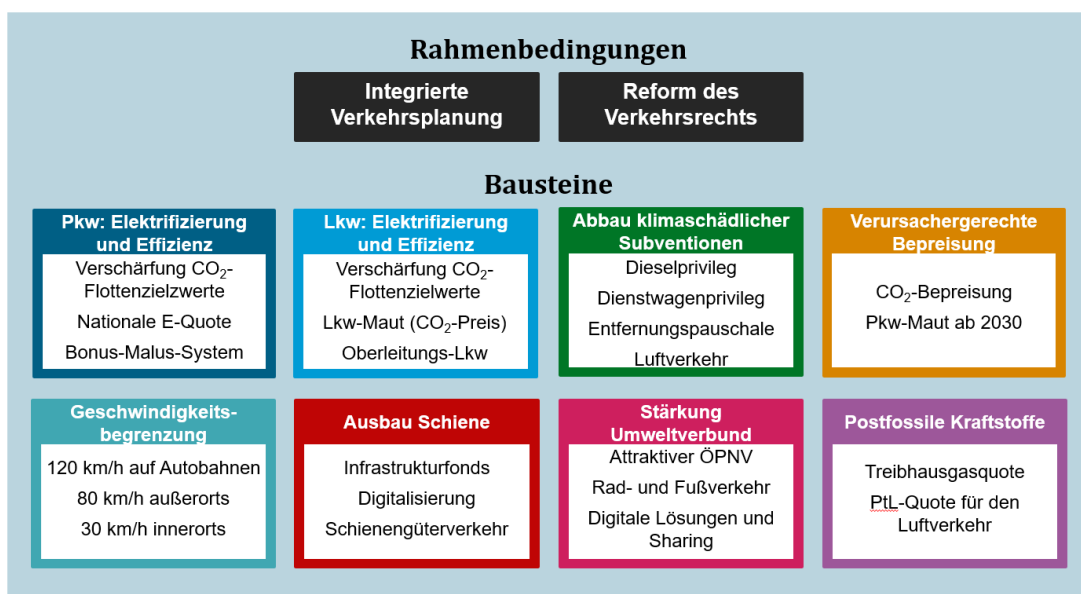 Rahmenbedingungen
Integrierte
Verkehrsplanung
Reform des
Verkehrsrechts
Bausteine
Pkw: Elektrifizierung
und Effizienz
Verschärfung CO₂-
Flottenzielzwerte
Nationale E-Quote
Bonus-Malus-System
Lkw: Elektrifizierung
und Effizienz
Verschärfung CO₂-
Flottenzielwerte
Lkw-Maut (CO₂-Preis)
Oberleitungs-Lkw
Abbau klimaschädlicher
Subventionen
Dieselprivileg
Dienstwagenprivileg
Entfernungspauschale
Luftverkehr
Verursachergerechte
Bepreisung
CO₂-Bepreisung
Pkw-Maut ab 2030
Geschwindigkeits-
begrenzung
120 km/h auf Autobahnen
80 km/h außerorts
30 km/h innerorts
Ausbau Schiene
Infrastrukturfonds
Digitalisierung
Schienengüterverkehr
Stärkung
Umweltverbund
Attraktiver ÖPNV
Rad- und Fußverkehr
Digitale Lösungen und
Sharing
Postfossile Kraftstoffe
Treibhausgasquote
PtL-Quote für den
Luftverkehr